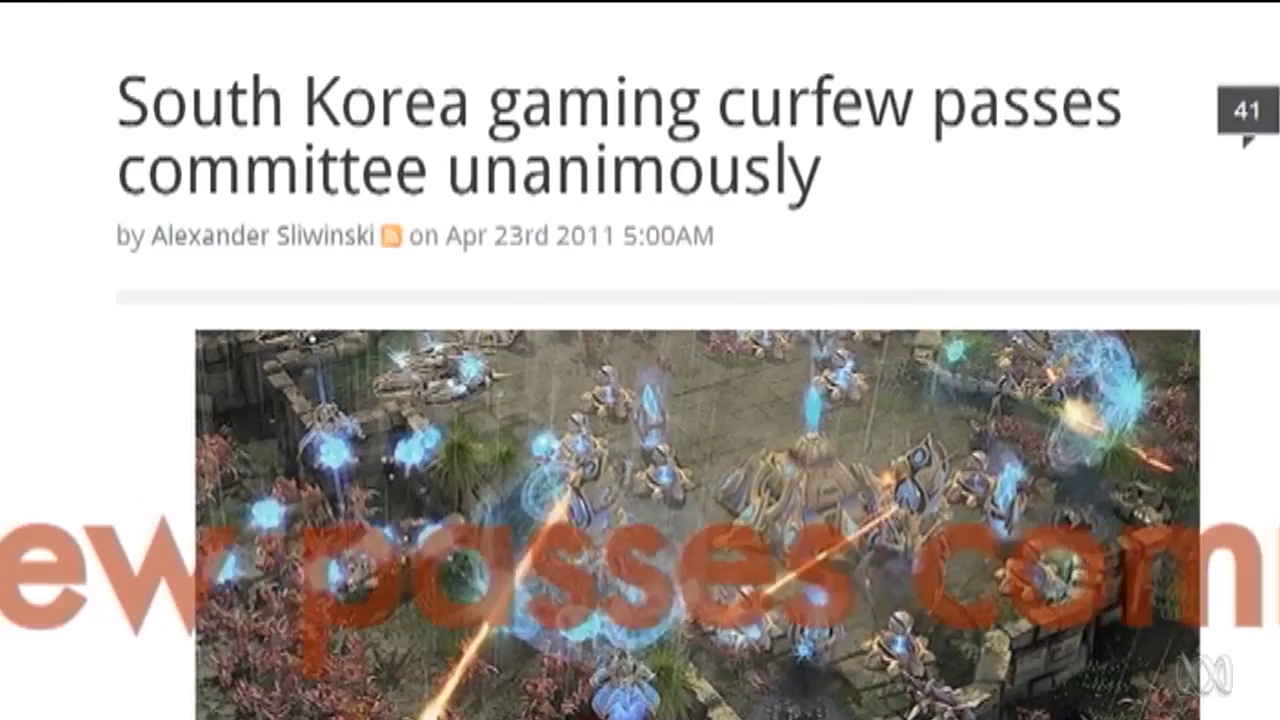 South Korea gaming curfew passes
committee unanimously
41
by Alexander Sliwinski on Apr 23rd 2011 5:00AM
ew passes com